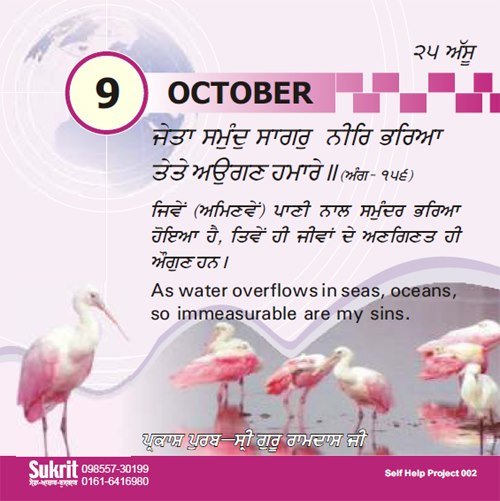 ੨੫ ਅੱਸੂ
9 OCTOBER
ਜੇਤਾ ਸਮੁੰਦੁ ਸਾਗਰੁ ਨੀਰਿ ਭਰਿਆ
ਤੇਤੇ ਅਉਗਣ ਹਮਾਰੇ ॥ (ਅੰਗ- ੧੫੬)
ਜਿਵੇਂ (ਅਮਿਣਵੇਂ) ਪਾਣੀ ਨਾਲ ਸਮੁੰਦਰ ਭਰਿਆ
ਹੋਇਆ ਹੈ, ਤਿਵੇਂ ਹੀ ਜੀਵਾਂ ਦੇ ਅਣਗਿਣਤ ਹੀ
ਔਗੁਣ ਹਨ।
As water overflows in seas, oceans,
so immeasurable are my sins.
ਪ੍ਰਕਾਸ਼ ਪੁਰਬ–ਸ੍ਰੀ ਗੁਰੂ ਰਾਮਦਾਸ ਜੀ
Sukrit 098557-30199
0161-6416980
Self Help Project 002